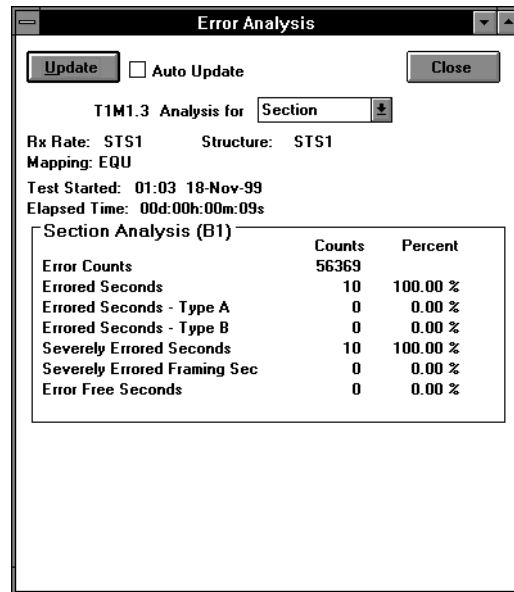 Error Analysis
Update Auto Update Close
T1M1.3 Analysis for Section
Rx Rate: STS1 Structure: STS1
Mapping: EQU
Test Started: 01:03 18-Nov-99
Elapsed Time: 00d:00h:00m:09s
Section Analysis (B1)
Counts Percent
Error Counts 56369
Errored Seconds 10 100.00 %
Errored Seconds - Type A 0 0.00 %
Errored Seconds - Type B 0 0.00 %
Severely Errored Seconds 10 100.00 %
Severely Errored Framing Sec 0 0.00 %
Error Free Seconds 0 0.00 %